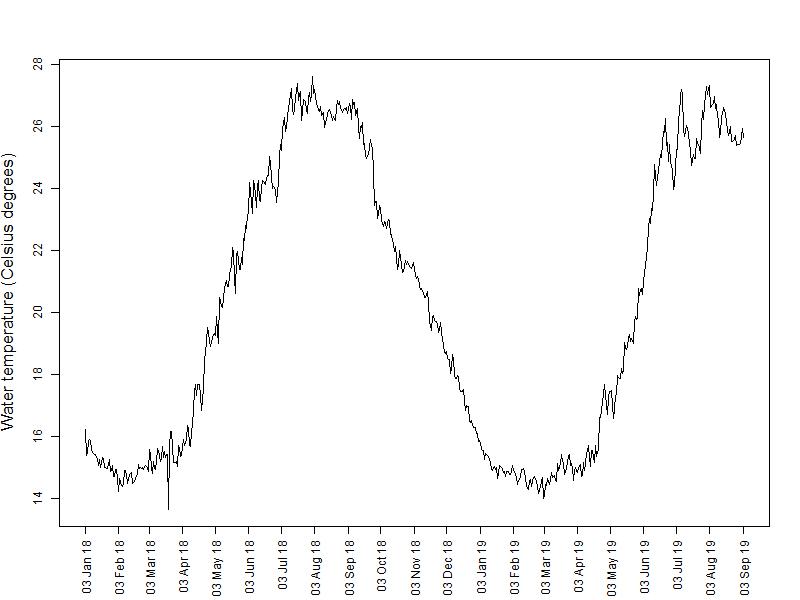 Water temperature (Celsius degrees)
28
26
24
22
20
18
16
14
03 Jan 18
03 Feb 18
03 Mar 18
03 Apr 18
03 May 18
03 Jun 18
03 Jul 18
03 Aug 18
03 Sep 18
03 Oct 18
03 Nov 18
03 Dec 18
03 Jan 19
03 Feb 19
03 Mar 19
03 Apr 19
03 May 19
03 Jun 19
03 Jul 19
03 Aug 19
03 Sep 19